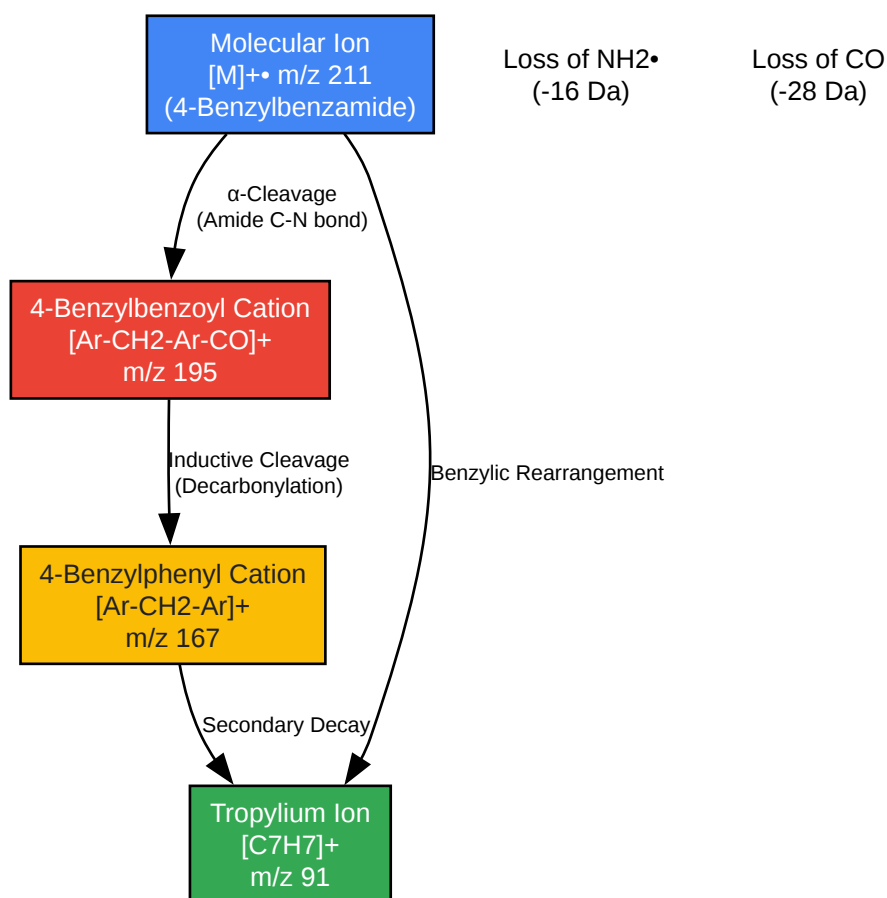 Molecular Ion
[M]+• m/z 211
(4-Benzylbenzamide)
Loss of NH2•
(-16 Da)
Loss of CO
(-28 Da)
α-Cleavage
(Amide C-N bond)
4-Benzylbenzoyl Cation
[Ar-CH2-Ar-CO]+
m/z 195
Inductive Cleavage
(Decarbonylation)
Benzylic Rearrangement
4-Benzylphenyl Cation
[Ar-CH2-Ar]+
m/z 167
Secondary Decay
Tropylium Ion
[C7H7]+
m/z 91